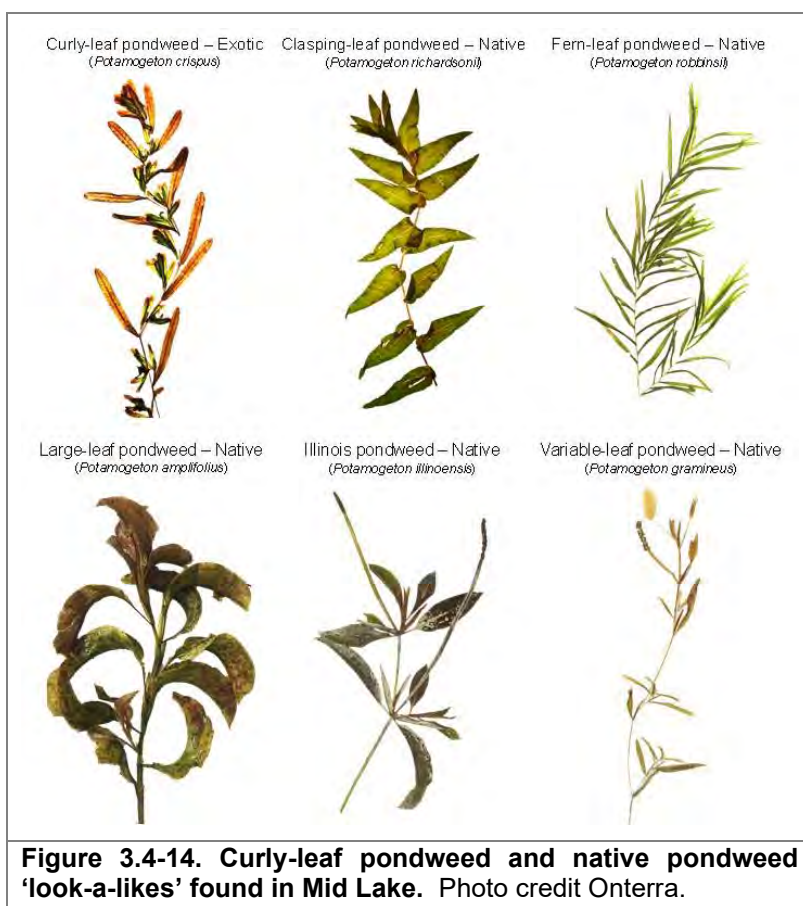 Curly-leaf pondweed – Exotic
(Potamogeton crispus)
Clasping-leaf pondweed – Native
(Potamogeton richardsonii)
Fern-leaf pondweed – Native
(Potamogeton robbinsii)
Large-leaf pondweed – Native
(Potamogeton amplifolius)
Illinois pondweed – Native
(Potamogeton illinoensis)
Variable-leaf pondweed – Native
(Potamogeton gramineus)
Figure 3.4-14. Curly-leaf pondweed and native pondweed
‘look-a-likes’ found in Mid Lake. Photo credit Onterra.